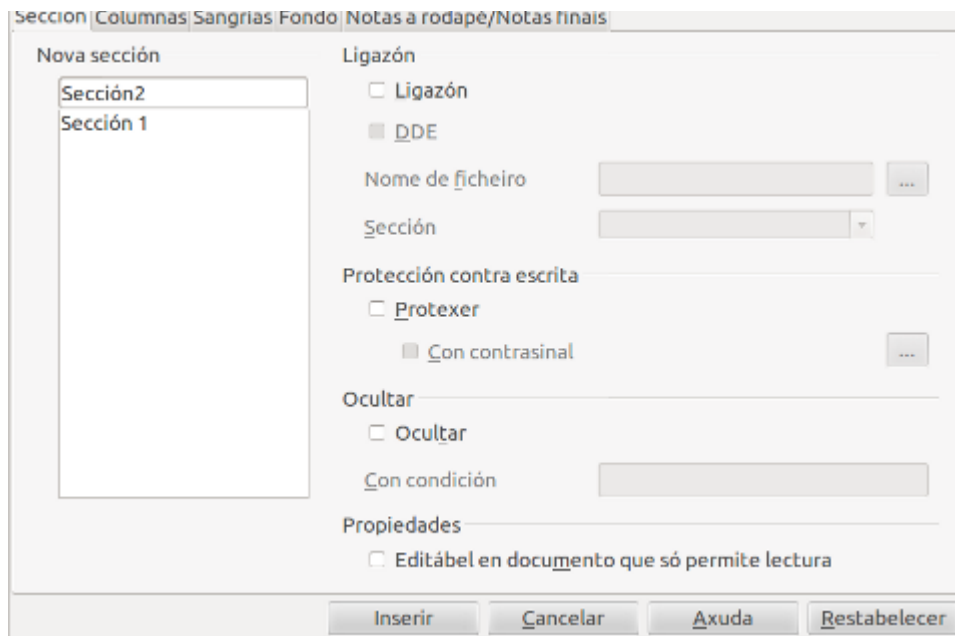 Sección Columnas Sangrías Fondo Notas a rodapé/Notas finais
Nova sección
Sección2
Sección 1
Ligazón
Ligazón
DDE
Nome de ficheiro
...
Sección
Protección contra escrita
Protexer
Con contrasinal
...
Ocultar
Ocultar
Con condición
Propiedades
Editábel en documento que só permite lectura
Inserir Cancelar Axuda Restabelecer